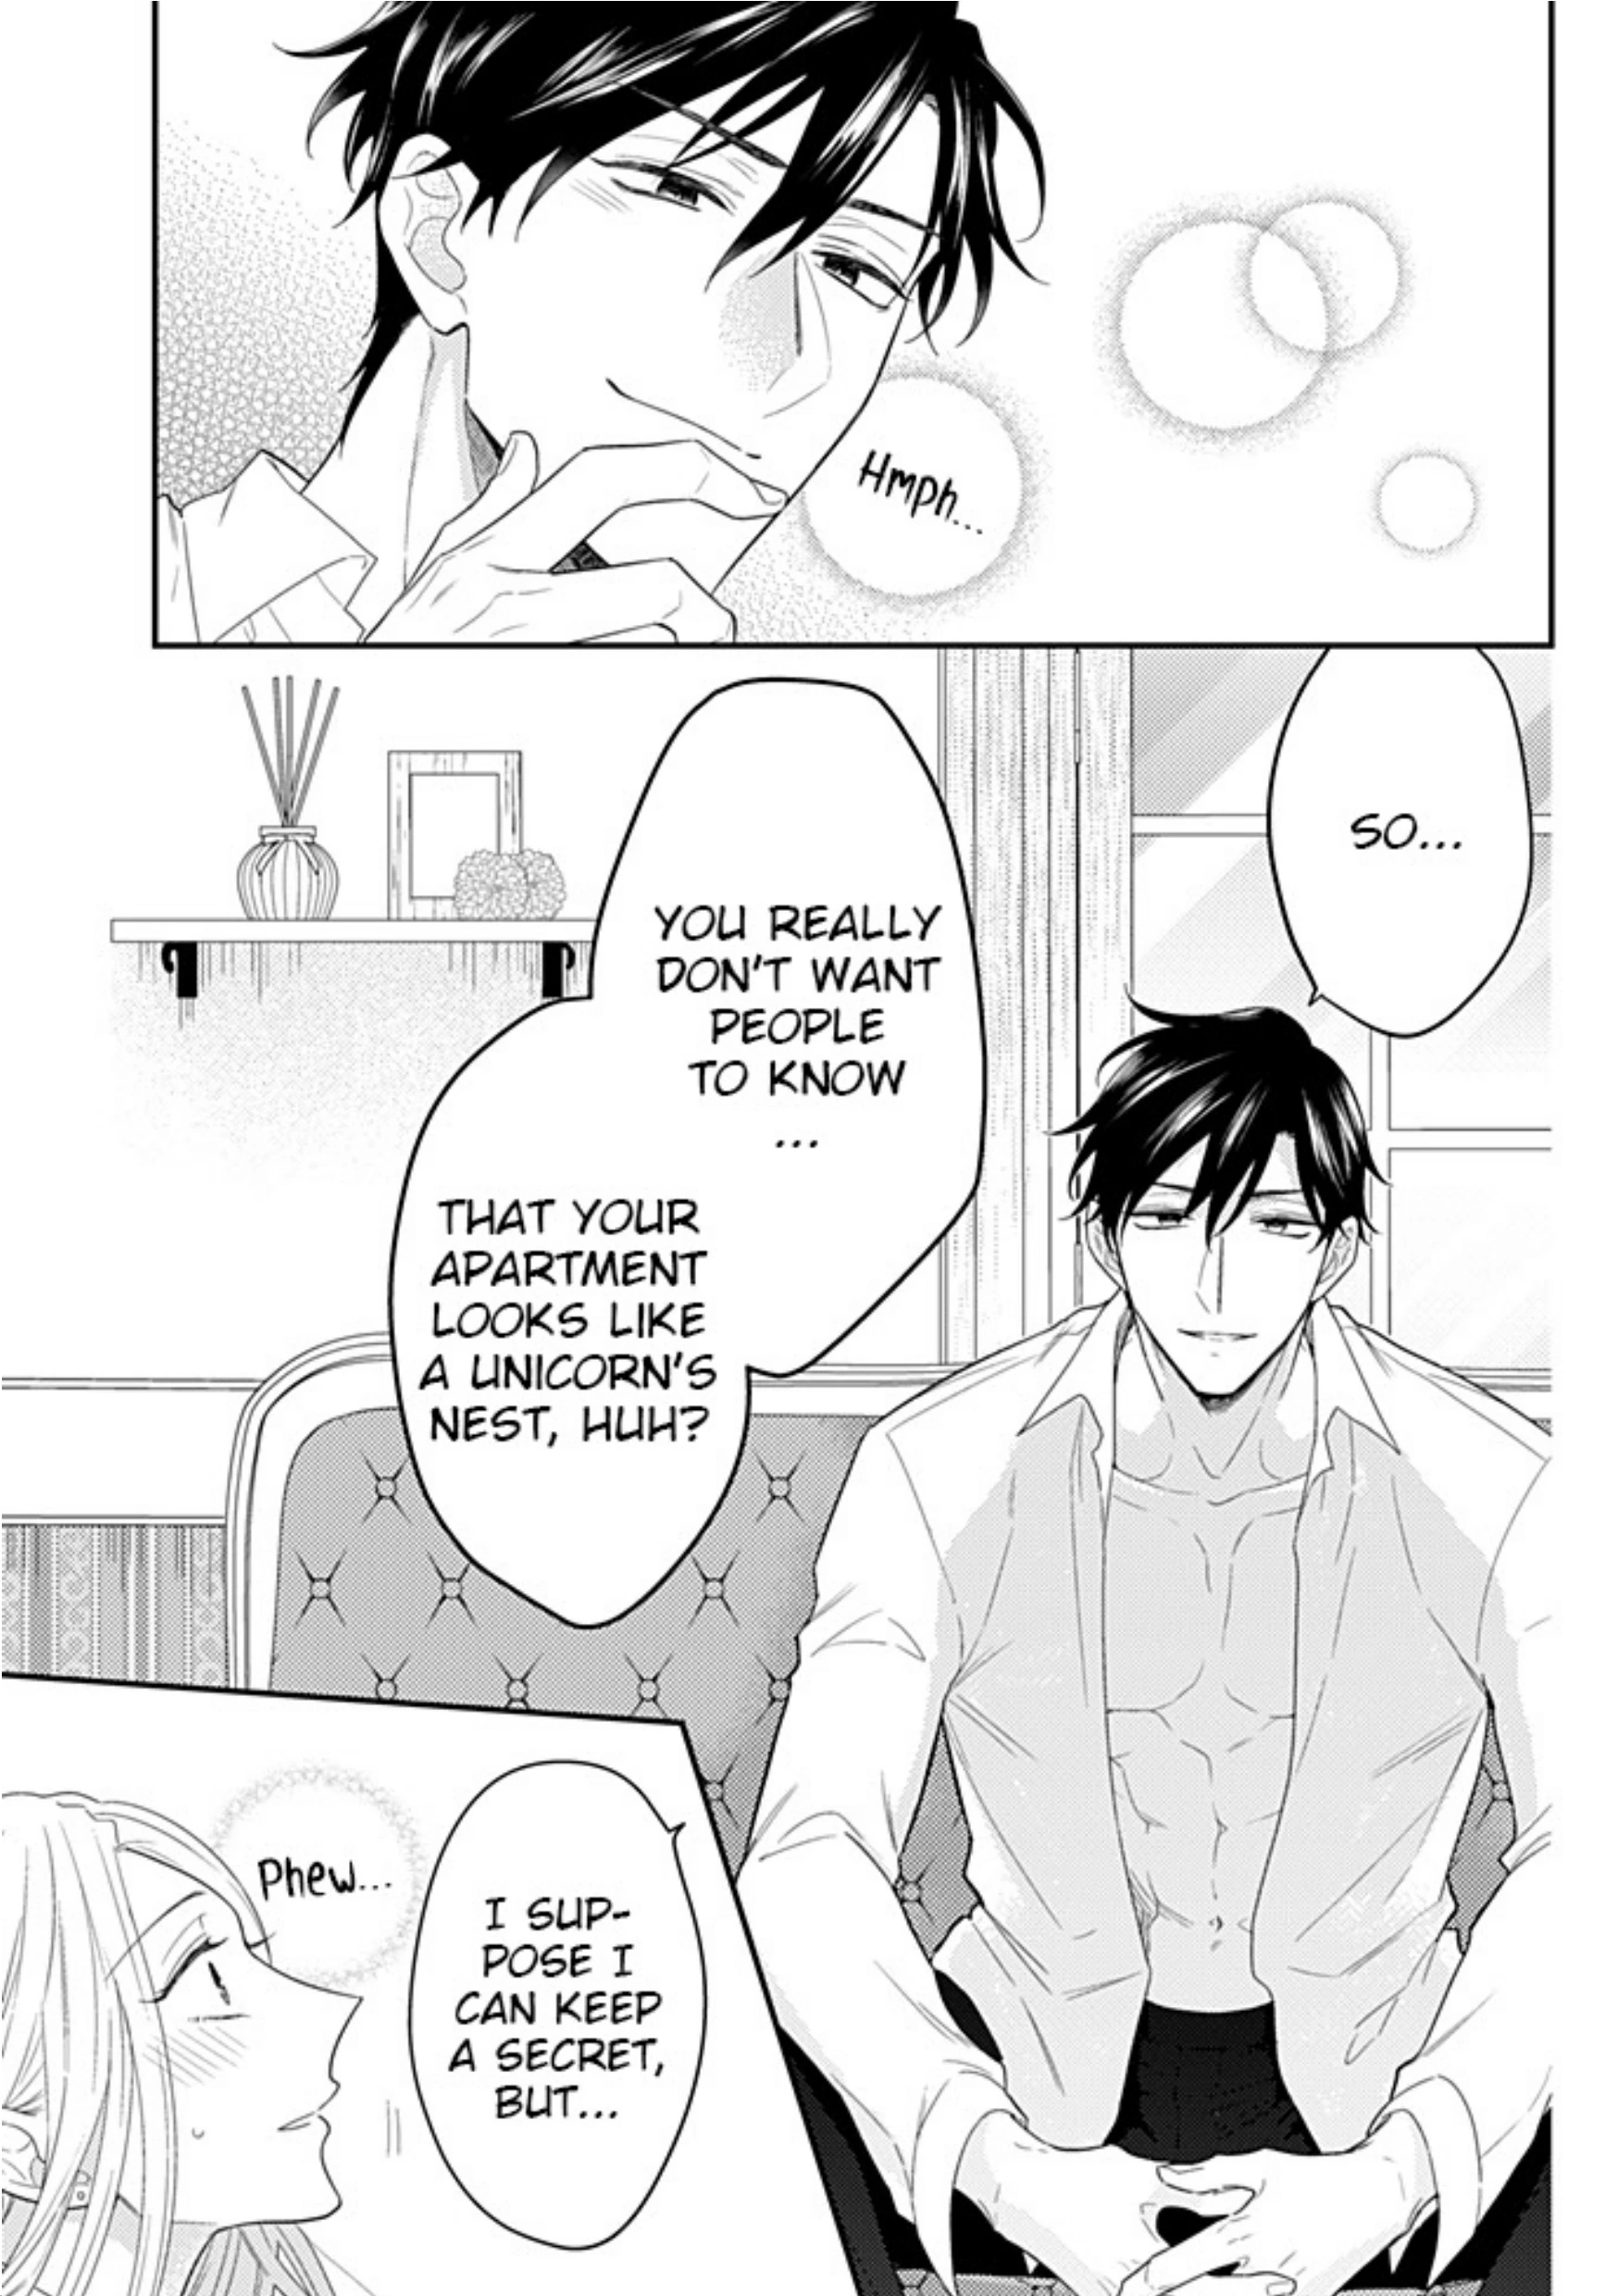 Hmph...
SO...
YOU REALLY
DON'T WANT
PEOPLE
TO KNOW
...
THAT YOUR
APARTMENT
LOOKS LIKE
A UNICORN'S
NEST, HUH?
Phew...
I SUP-
POSE I
CAN KEEP
A SECRET,
BUT...